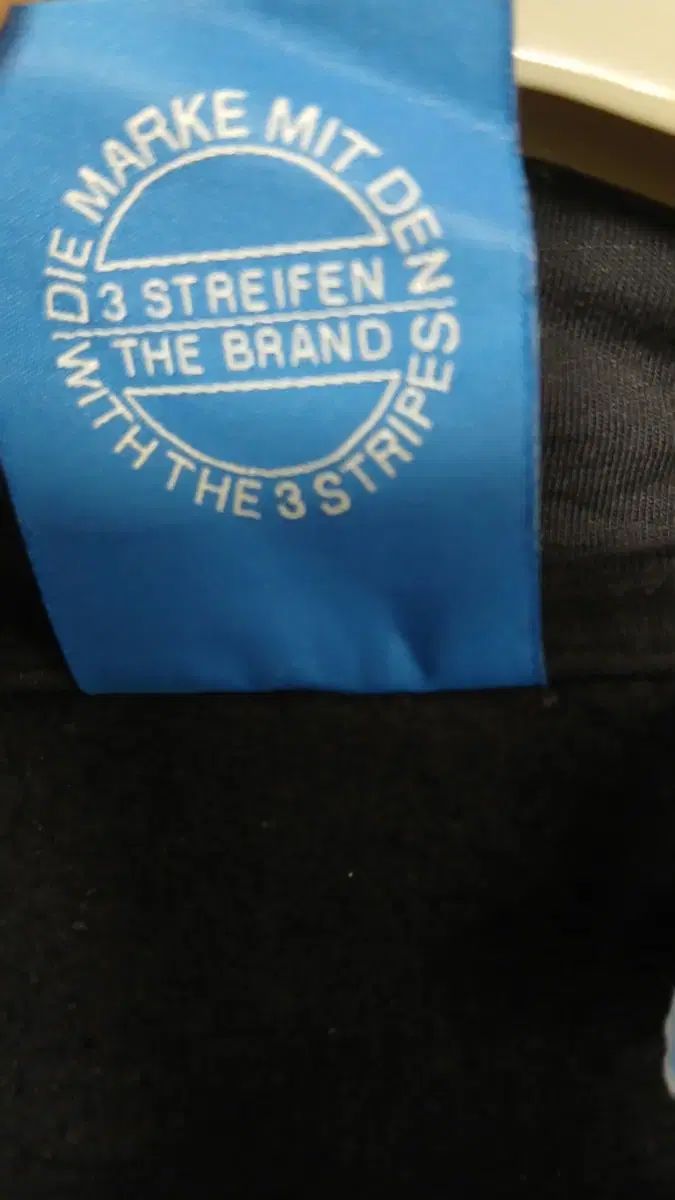 DIE MARKE MIT DEN
3 STREIFEN
THE BRAND
WITH THE 3 STRIPES